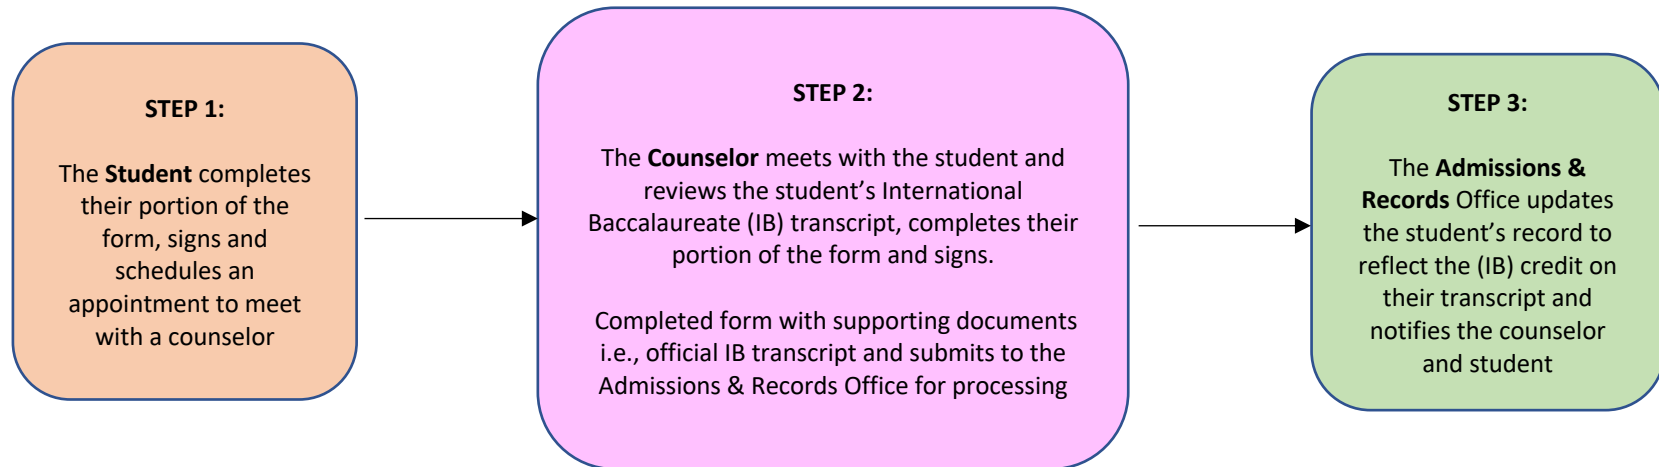 STEP 1:
The Student completes
their portion of the
form, signs and
schedules an
appointment to meet
with a counselor
STEP 2:
The Counselor meets with the student and
reviews the student’s International
Baccalaureate (IB) transcript, completes their
portion of the form and signs.
Completed form with supporting documents
i.e., official IB transcript and submits to the
Admissions & Records Office for processing
STEP 3:
The Admissions &
Records Office updates
the student’s record to
reflect the (IB) credit on
their transcript and
notifies the counselor
and student